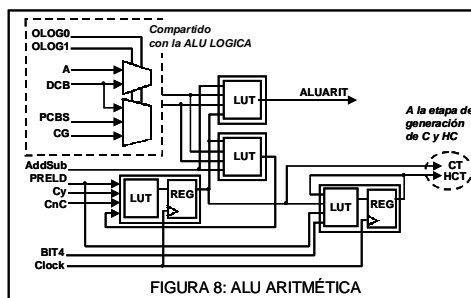 OLOG0
OLOG1
Compartido
con la ALU LOGICA
A
DCB
PCBS
CG
LUT
ALUARIT
A la etapa de
generación
de C y HC
LUT
AddSub
PRELD
Cy
CnC
LUT
REG
CT
HCT
LUT
REG
BIT4
Clock
FIGURA 8: ALU ARITMÉTICA